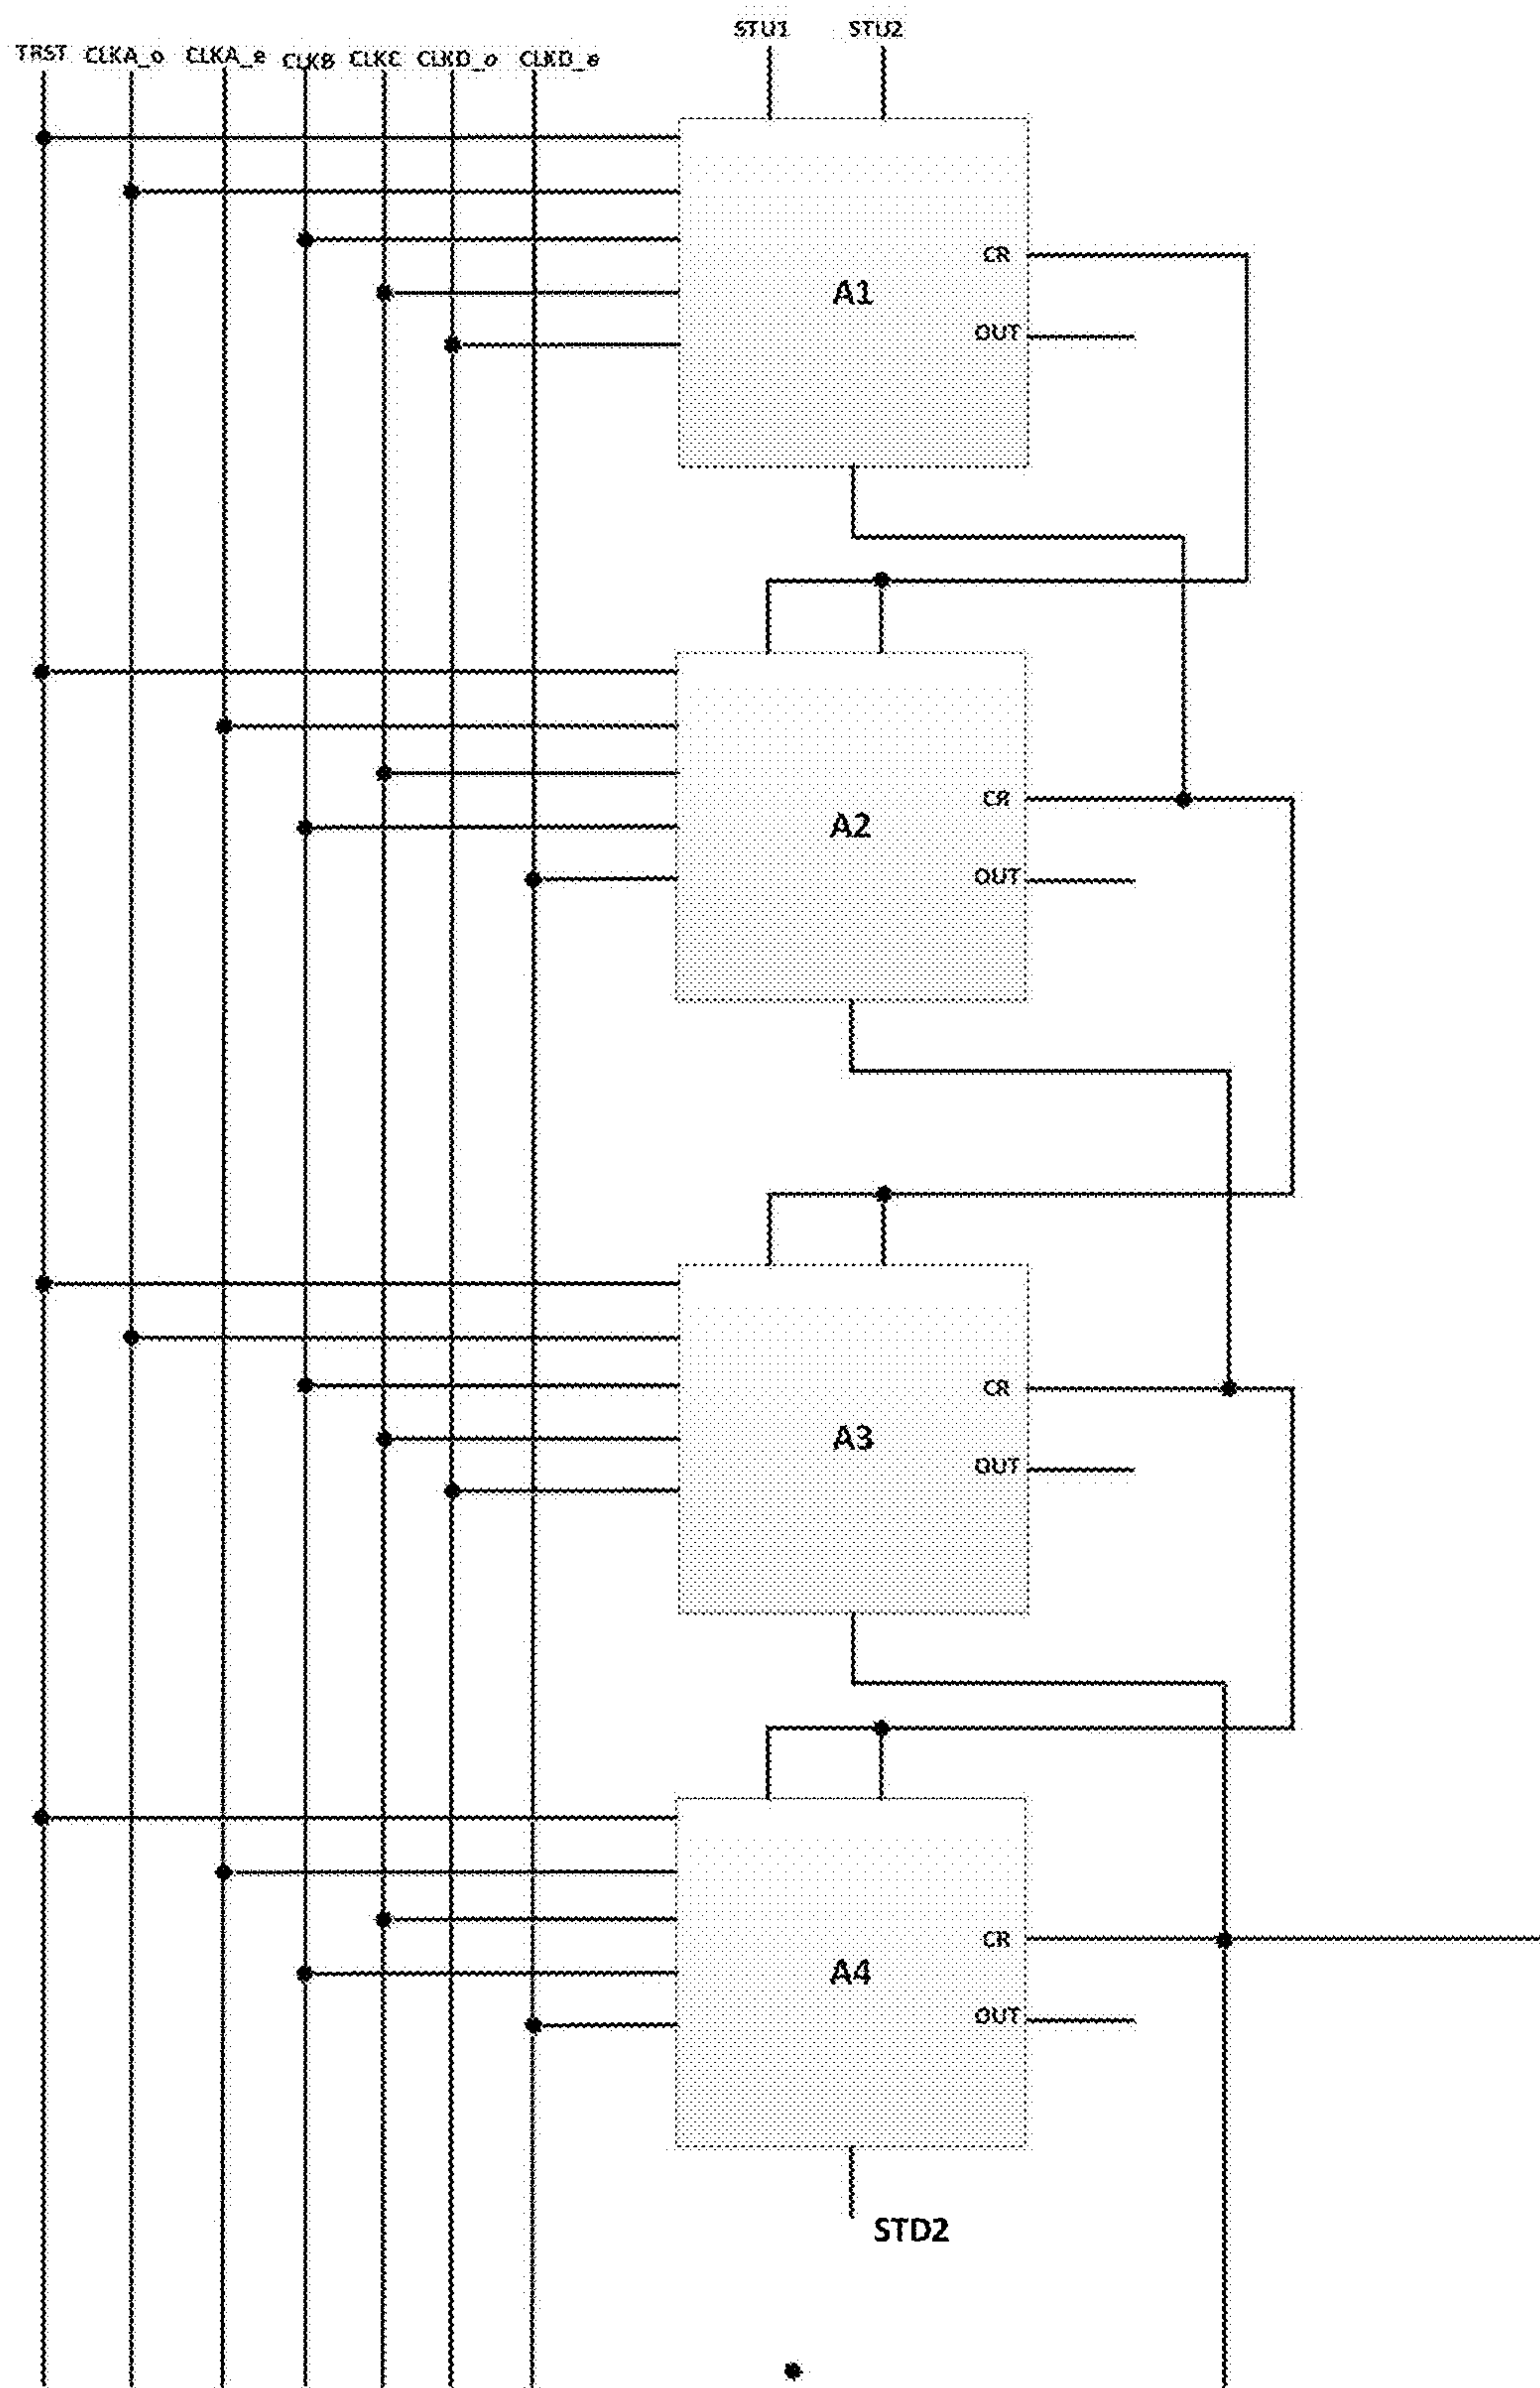 STU1 STU2
TRST CLKA_o CLKA_e CLKB CLKC CLKD_o CLKD_e
CR
A1
OUT
CR
A2
OUT
CR
A3
OUT
CR
A4
OUT
STD2